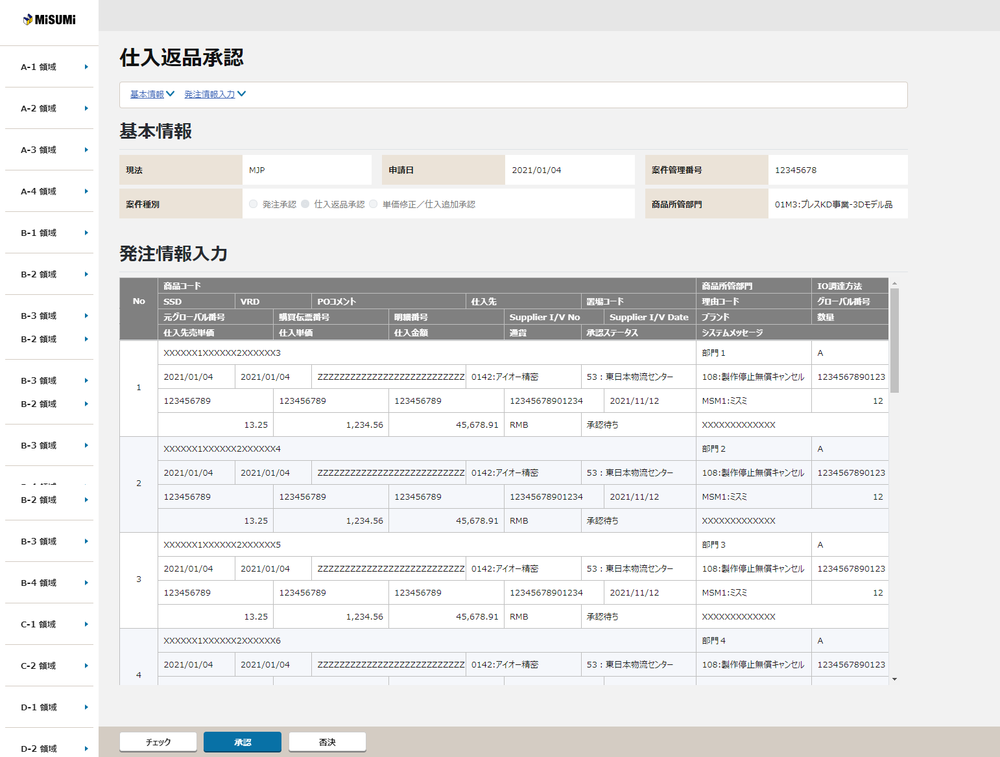 MiSUMi
A-1 領域
A-2 領域
A-3 領域
A-4 領域
B-1 領域
B-2 領域
B-3 領域
B-2 領域
B-3 領域
B-2 領域
B-3 領域
B-2 領域
B-3 領域
B-4 領域
C-1 領域
C-2 領域
D-1 領域
D-2 領域
仕入返品承認
基本情報 発注情報入力
基本情報
現法 MJP 申請日 2021/01/04 案件管理番号 12345678
案件種別 発注承認 仕入返品承認 単価修正／仕入追加承認 商品所管部門 01M3:プレスKD事業-3Dモデル品
発注情報入力
No 商品コード 商品所管部門 IO調達方法
SSD VRD POコメント 仕入先 置場コード 理由コード グローバル番号
元グローバル番号 購買伝票番号 明細番号 Supplier I/V No Supplier I/V Date ブランド 数量
仕入先売単価 仕入単価 仕入金額 通貨 承認ステータス システムメッセージ
1 XXXXXX1XXXXXX2XXXXXX3 部門1 A
2021/01/04 2021/01/04 ZZZZZZZZZZZZZZZZZZZZZZZZZZZ 0142:アイオー精密 53：東日本物流センター 108:製作停止無償キャンセル 1234567890123
123456789 123456789 123456789 12345678901234 2021/11/12 MSM1:ミスミ 12
13.25 1,234.56 45,678.91 RMB 承認待ち XXXXXXXXXXXXX
2 XXXXXX1XXXXXX2XXXXXX4 部門2 A
2021/01/04 2021/01/04 ZZZZZZZZZZZZZZZZZZZZZZZZZZZ 0142:アイオー精密 53：東日本物流センター 108:製作停止無償キャンセル 1234567890123
123456789 123456789 123456789 12345678901234 2021/11/12 MSM1:ミスミ 12
13.25 1,234.56 45,678.91 RMB 承認待ち XXXXXXXXXXXXX
3 XXXXXX1XXXXXX2XXXXXX5 部門3 A
2021/01/04 2021/01/04 ZZZZZZZZZZZZZZZZZZZZZZZZZZZ 0142:アイオー精密 53：東日本物流センター 108:製作停止無償キャンセル 1234567890123
123456789 123456789 123456789 12345678901234 2021/11/12 MSM1:ミスミ 12
13.25 1,234.56 45,678.91 RMB 承認待ち XXXXXXXXXXXXX
4 XXXXXX1XXXXXX2XXXXXX6 部門4 A
2021/01/04 2021/01/04 ZZZZZZZZZZZZZZZZZZZZZZZZZZZ 0142:アイオー精密 53：東日本物流センター 108:製作停止無償キャンセル 1234567890123
チェック 承認 否決